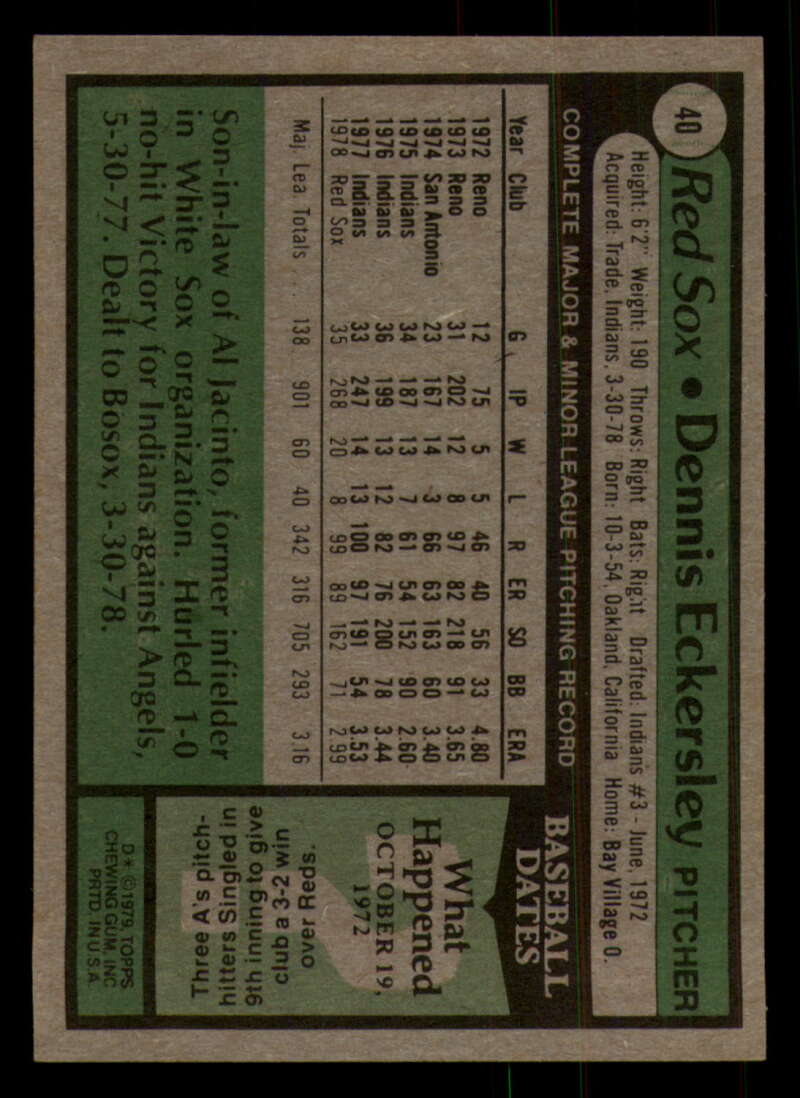 40
Red Sox • Dennis Eckersley PITCHER
Height: 6'2" Weight: 190 Throws: Right Bats: Right Drafted: Indians #3 - June, 1972
Acquired: Trade, Indians, 3-30-78 Born: 10-3-54, Oakland, California Home: Bay Village O.
COMPLETE MAJOR & MINOR LEAGUE PITCHING RECORD
Year Club G IP W L R ER SO BB ERA
1972 Reno 12 75 5 5 46 40 56 33 4.80
1973 Reno 31 202 12 8 97 82 218 91 3.65
1974 San Antonio 23 167 14 3 66 63 163 60 3.40
1975 Indians 34 187 13 7 61 54 152 90 2.60
1976 Indians 36 199 13 12 82 76 200 78 3.44
1977 Indians 33 247 14 13 100 97 191 54 3.53
1978 Red Sox 35 268 20 8 99 89 162 71 2.99
Maj. Lea Totals . . 138 901 60 40 342 316 705 293 3.16
Son-in-law of Al Jacinto, former infielder
in White Sox organization. Hurled 1-0
no-hit Victory for Indians against Angels,
5-30-77. Dealt to Bosox, 3-30-78.
BASEBALL
DATES
What
Happened
OCTOBER 19,
1972
Three A's pitch-
hitters Singled in
9th inning to give
club a 3-2 win
over Reds.
D* ©1979, TOPPS
CHEWING GUM, INC
PRTD. IN U.S.A.